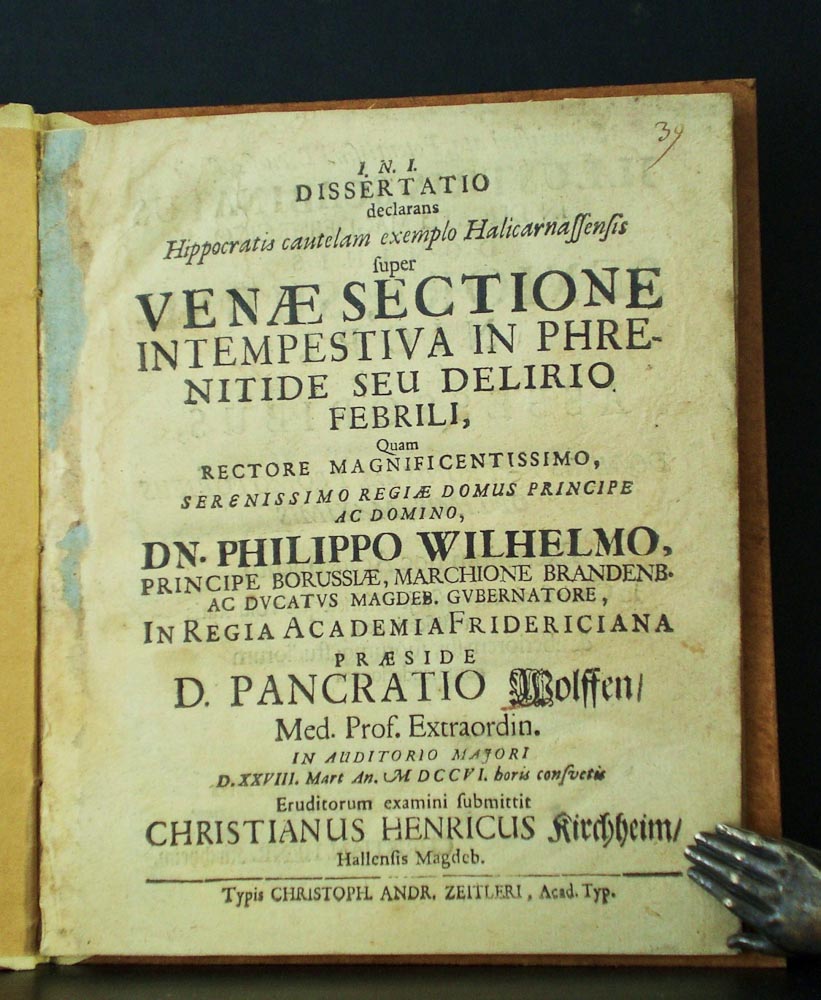 39
I. N. I.
DISSERTATIO
declarans
Hippocratis cautelam exemplo Halicarnaſſenſis
ſuper
VENÆ SECTIONE
INTEMPESTIVA IN PHRE-
NITIDE SEU DELIRIO
FEBRILI,
Quam
RECTORE MAGNIFICENTISSIMO,
SERENISSIMO REGIÆ DOMUS PRINCIPE
AC DOMINO,
DN. PHILIPPO WILHELMO,
PRINCIPE BORUSSIÆ, MARCHIONE BRANDENB.
AC DVCATVS MAGDEB. GVBERNATORE,
IN REGIA ACADEMIA FRIDERICIANA
PRÆSIDE
D. PANCRATIO Wolffen/
Med. Prof. Extraordin.
IN AUDITORIO MAJORI
D. XXVIII. Mart An. MDCCVI. horis conſvetis
Eruditorum examini ſubmittit
CHRISTIANUS HENRICUS Kirchheim/
Hallenſis Magdeb.
Typis CHRISTOPH. ANDR. ZEITLERI, Acad. Typ.